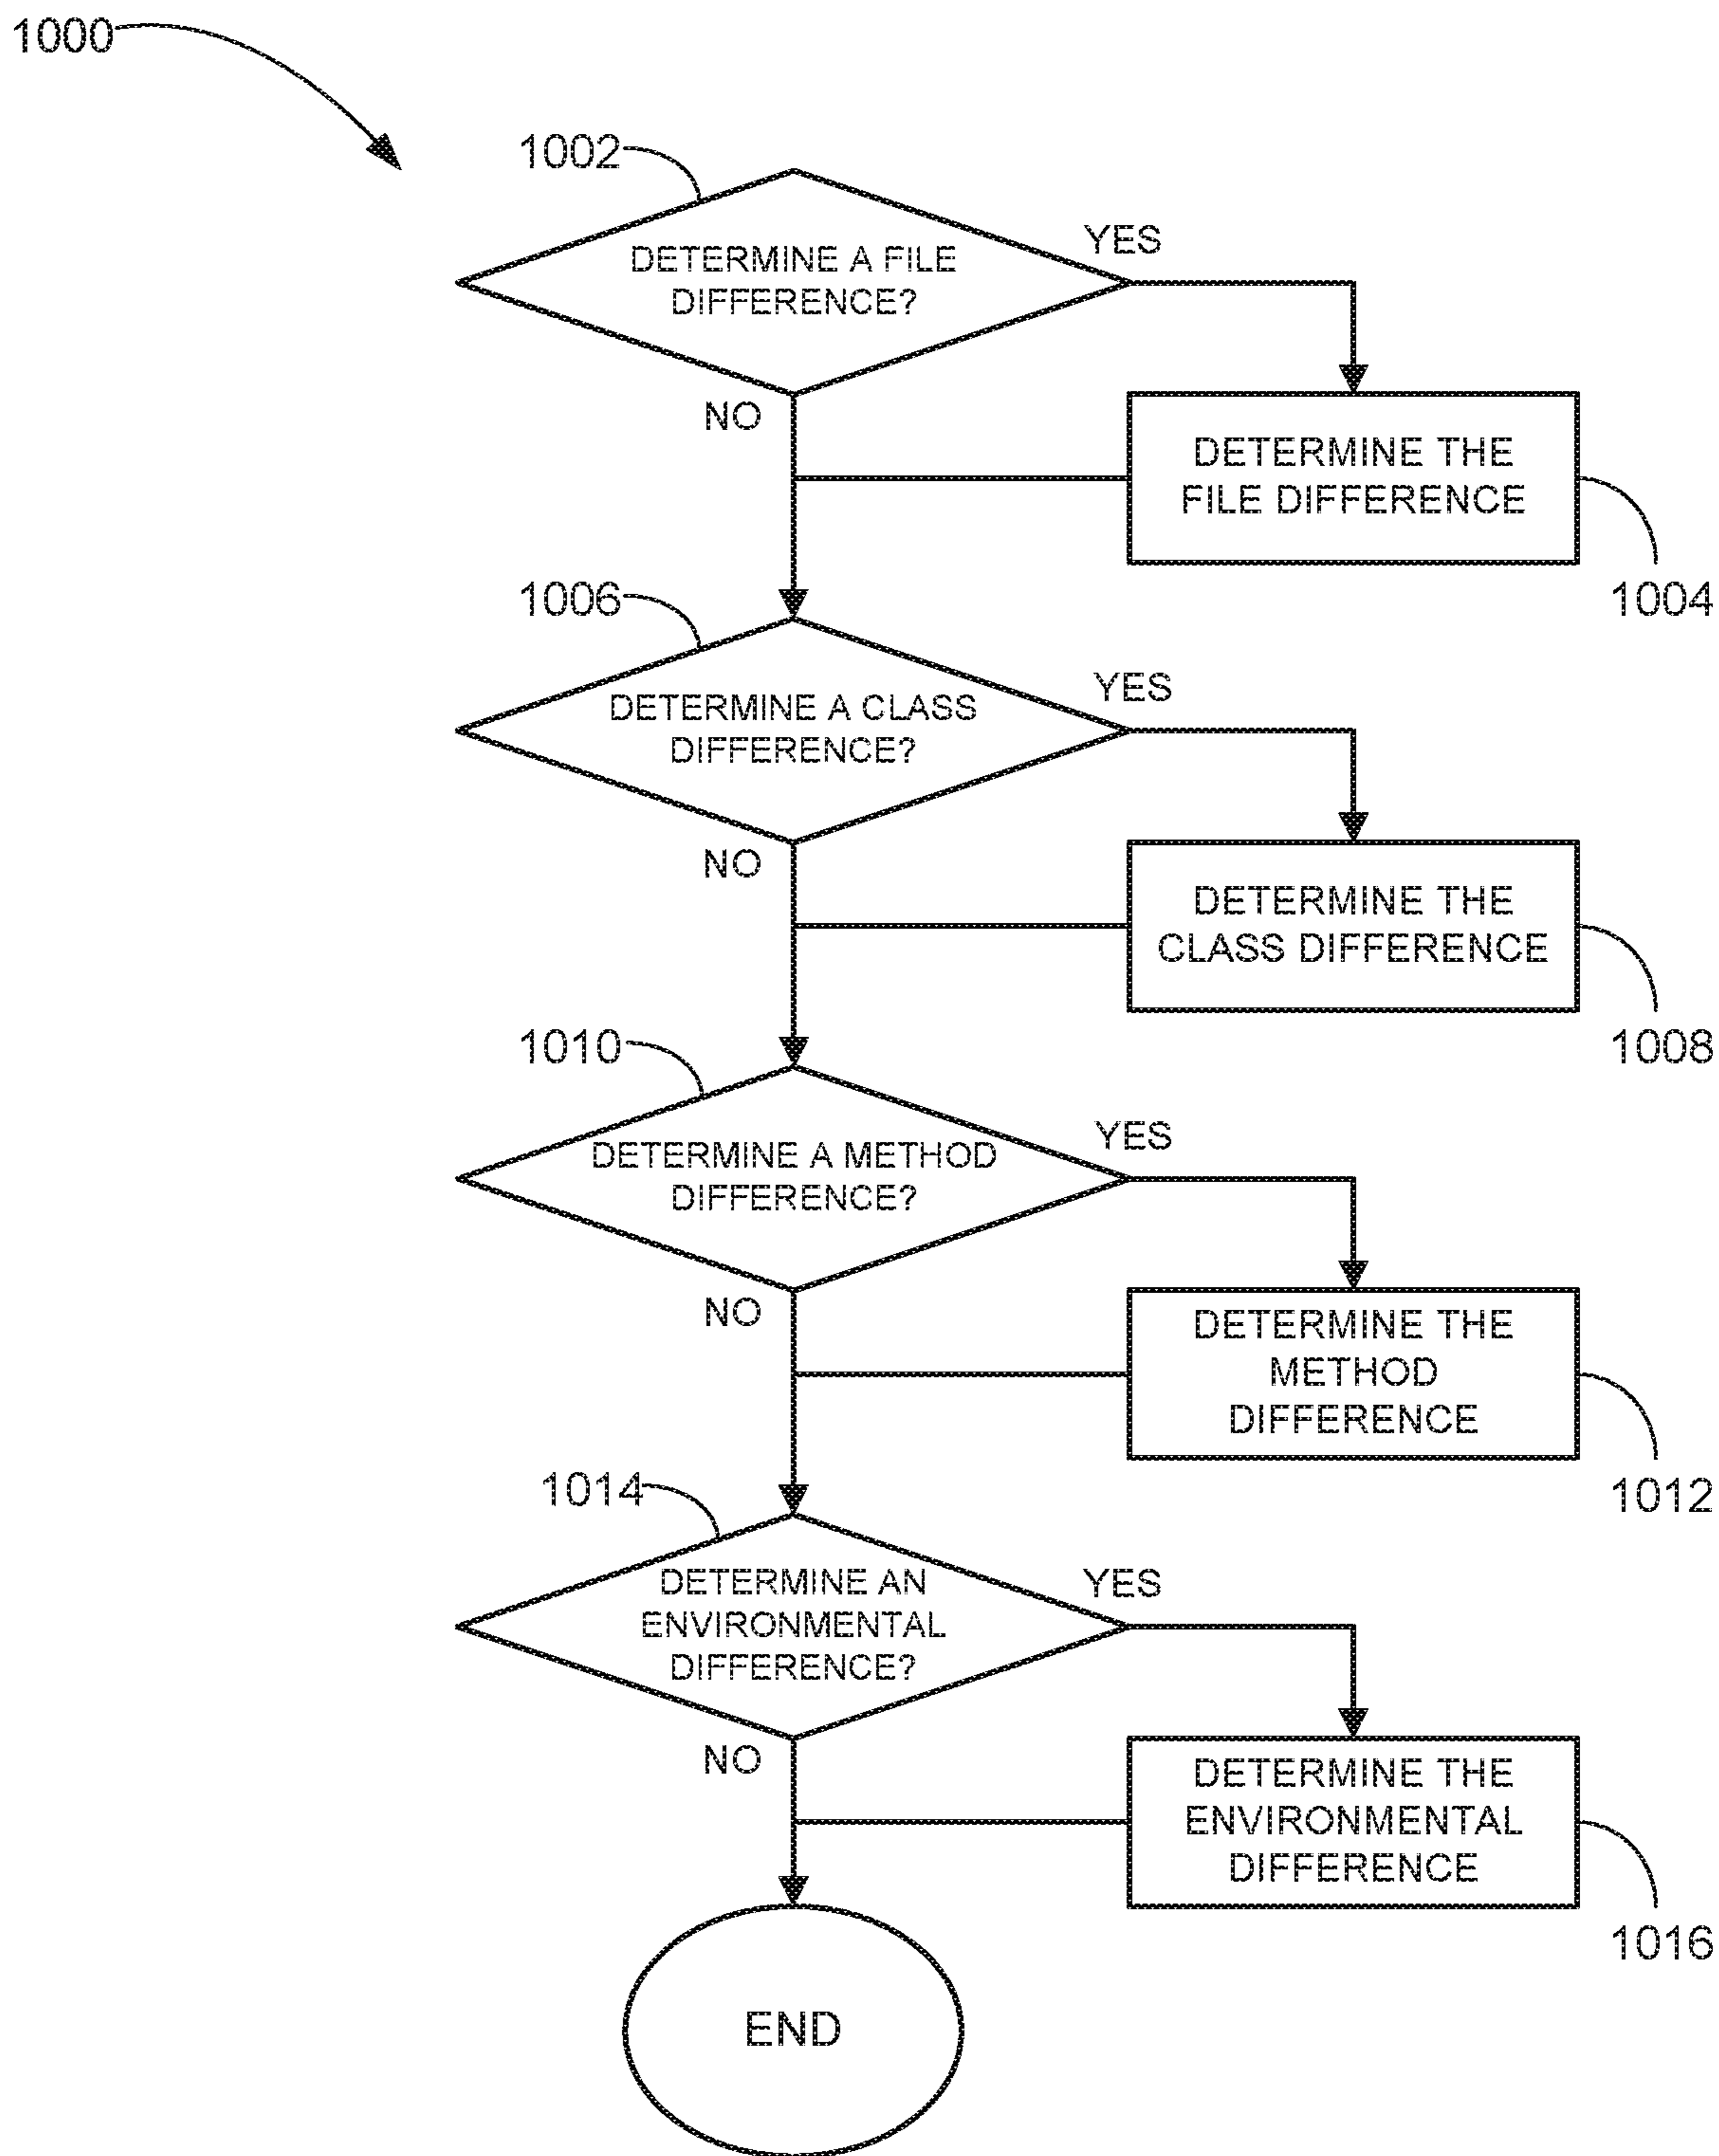 1000
1002
DETERMINE A FILE
DIFFERENCE?
YES
NO
DETERMINE THE
FILE DIFFERENCE
1004
1006
DETERMINE A CLASS
DIFFERENCE?
YES
NO
DETERMINE THE
CLASS DIFFERENCE
1008
1010
DETERMINE A METHOD
DIFFERENCE?
YES
NO
DETERMINE THE
METHOD
DIFFERENCE
1012
1014
DETERMINE AN
ENVIRONMENTAL
DIFFERENCE?
YES
NO
DETERMINE THE
ENVIRONMENTAL
DIFFERENCE
1016
END